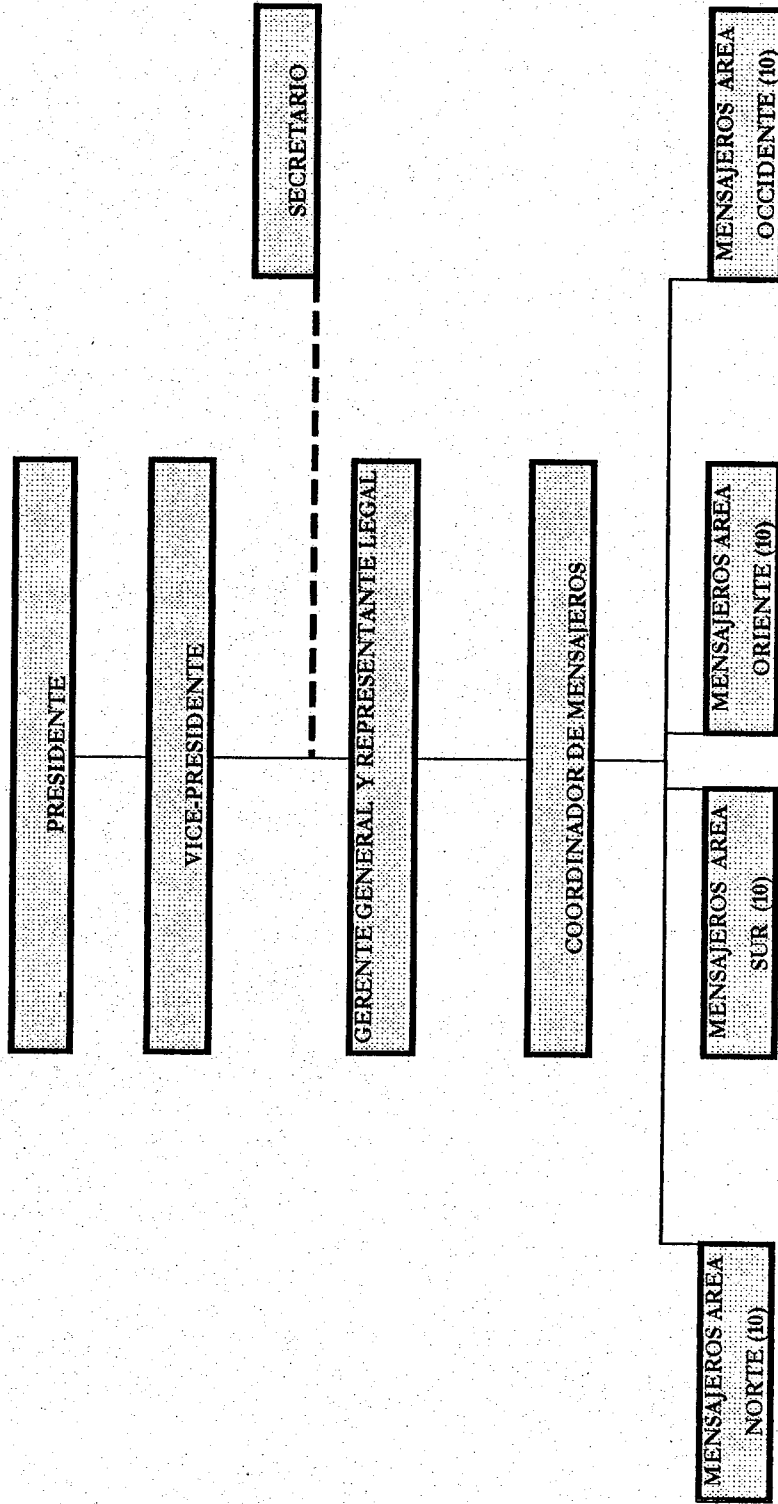 PRESIDENTE
VICE-PRESIDENTE
SECRETARIO
GERENTE GENERAL Y REPRESENTANTE LEGAL
COORDINADOR DE MENSAJEROS
MENSAJEROS AREA
NORTE (10)
MENSAJEROS AREA
SUR (10)
MENSAJEROS AREA
ORIENTE (10)
MENSAJEROS AREA
OCCIDENTE (10)